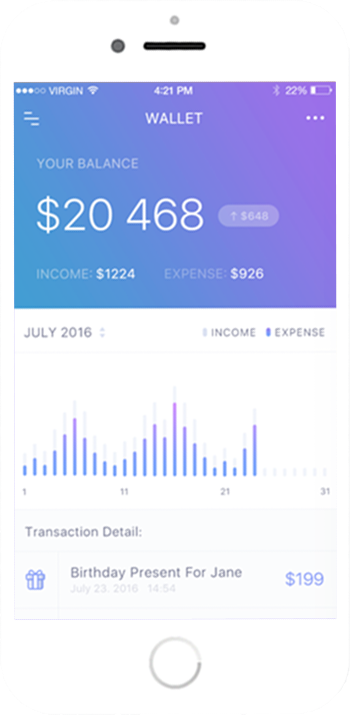 VIRGIN 4:21 PM 22%
WALLET
YOUR BALANCE
$20 468 ↑ $648
INCOME: $1224 EXPENSE: $926
JULY 2016 INCOME EXPENSE
1 11 21 31
Transaction Detail:
Birthday Present For Jane $199
July 23. 2016 14:54